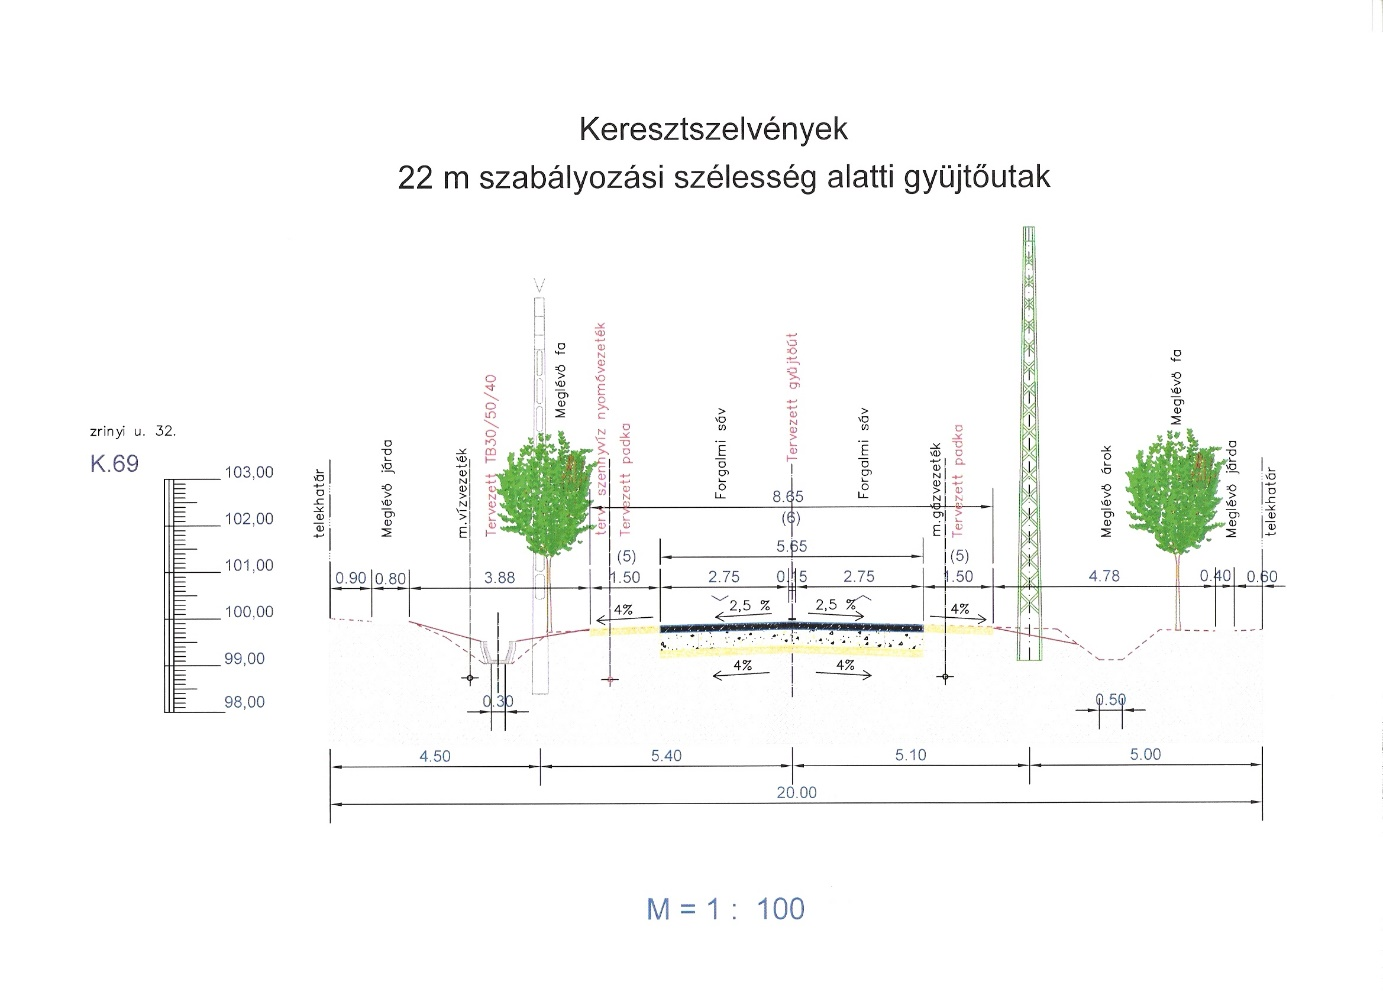 Keresztszelvények
22 m szabályozási szélesség alatti gyüjtőutak
zrinyi u. 32.
K.69
103,00
102,00
101,00
100,00
99,00
98,00
telekhatár
Meglévő járda
m.vízvezeték
Tervezett TB30/50/40
Meglévő fa
terv. szennyvíz nyomóvezeték
Tervezett padka
Forgalmi sáv
Tervezett gyüjtőút
Forgalmi sáv
m.gázvezeték
Tervezett padka
Meglévő árok
Meglévő fa
Meglévő járda
telekhatár
8.65
(6)
5.65
(5)
(5)
0.90
0.80
3.88
1.50
2.75
0.15
2.75
1.50
4.78
0.40
0.60
4%
2,5 %
2,5 %
4%
4%
4%
0.30
0.50
4.50
5.40
5.10
5.00
20.00
M = 1 : 100